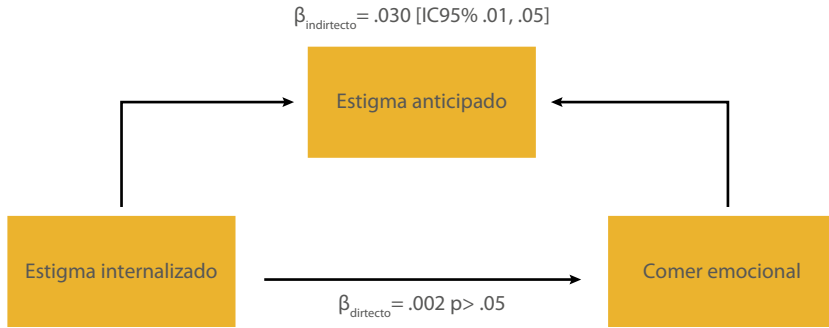 βindirtecto= .030 [IC95% .01, .05]
Estigma anticipado
Estigma internalizado
Comer emocional
βdirtecto= .002 p> .05